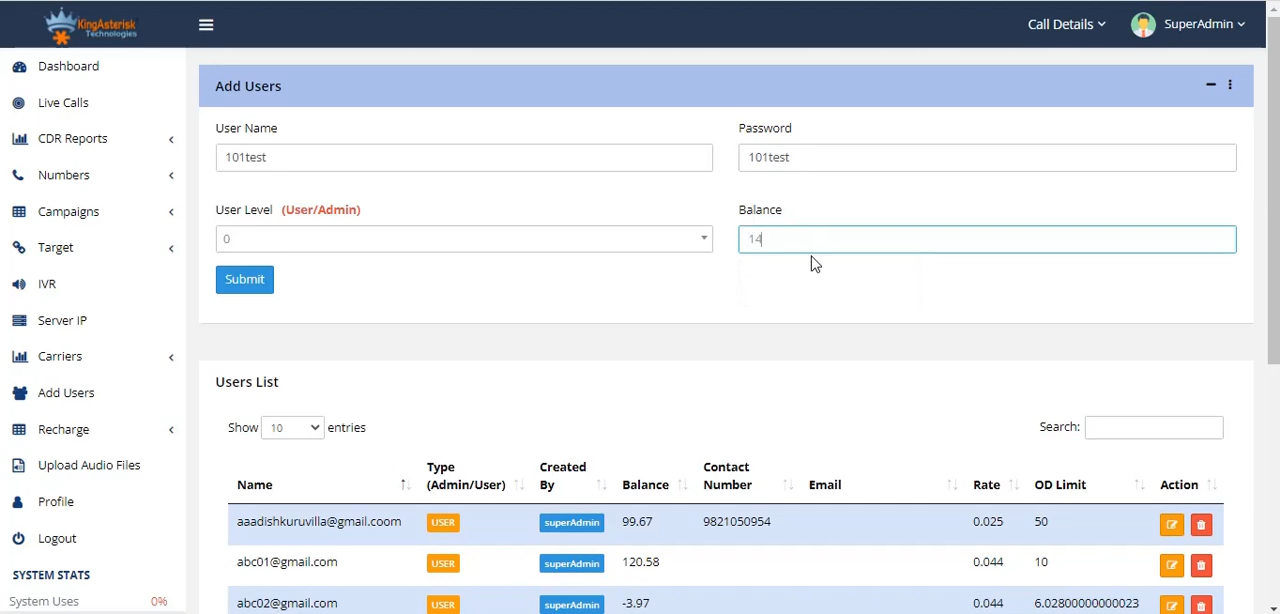 KingAsterisk
Technologies
Call Details
SuperAdmin
Dashboard
Live Calls
CDR Reports
Numbers
Campaigns
Target
IVR
Server IP
Carriers
Add Users
Recharge
Upload Audio Files
Profile
Logout
SYSTEM STATS
System Uses 0%
Add Users
User Name Password
101test 101test
User Level (User/Admin) Balance
0 14
Submit
Users List
Show 10 entries Search:
Name Type (Admin/User) Created By Balance Contact Number Email Rate OD Limit Action
aaadishkuruvilla@gmail.coom USER superAdmin 99.67 9821050954 0.025 50
abc01@gmail.com USER superAdmin 120.58 0.044 10
abc02@gmail.com USER superAdmin -3.97 0.044 6.02800000000023